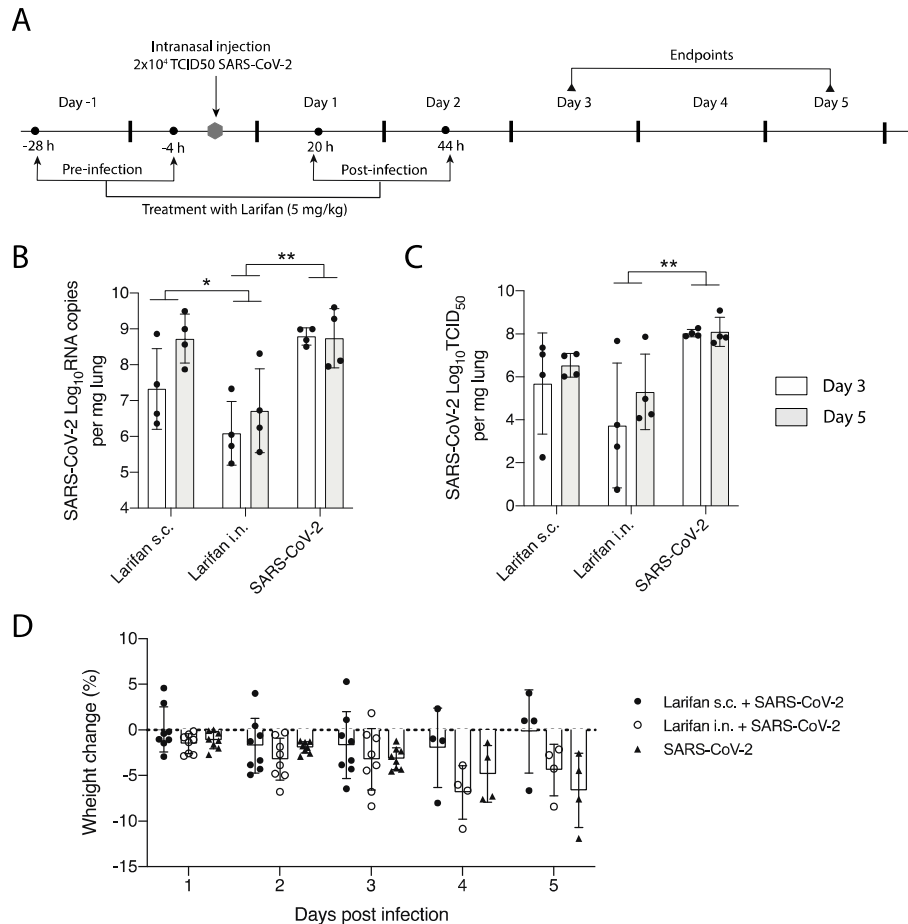 A
Intranasal injection
2x10⁴ TCID50 SARS-CoV-2
Endpoints
Day -1
Day 1
Day 2
Day 3
Day 4
Day 5
-28 h
-4 h
20 h
44 h
Pre-infection
Post-infection
Treatment with Larifan (5 mg/kg)
B
SARS-CoV-2 Log₁₀RNA copies
per mg lung
10
9
8
7
6
5
4
*
**
Larifan s.c.
Larifan i.n.
SARS-CoV-2
C
SARS-CoV-2 Log₁₀TCID₅₀
per mg lung
10
8
6
4
2
0
**
Larifan s.c.
Larifan i.n.
SARS-CoV-2
Day 3
Day 5
D
Wheight change (%)
10
5
0
-5
-10
-15
1
2
3
4
5
Days post infection
Larifan s.c. + SARS-CoV-2
Larifan i.n. + SARS-CoV-2
SARS-CoV-2